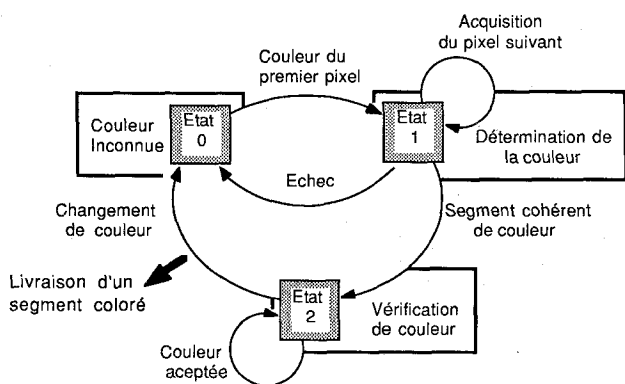 Acquisition
du pixel suivant
Couleur du
premier pixel
Couleur
Inconnue
Etat
0
Etat
1
Détermination de
la couleur
Echec
Changement
de couleur
Segment cohérent
de couleur
Livraison d'un
segment coloré
Etat
2
Vérification
de couleur
Couleur
aceptée